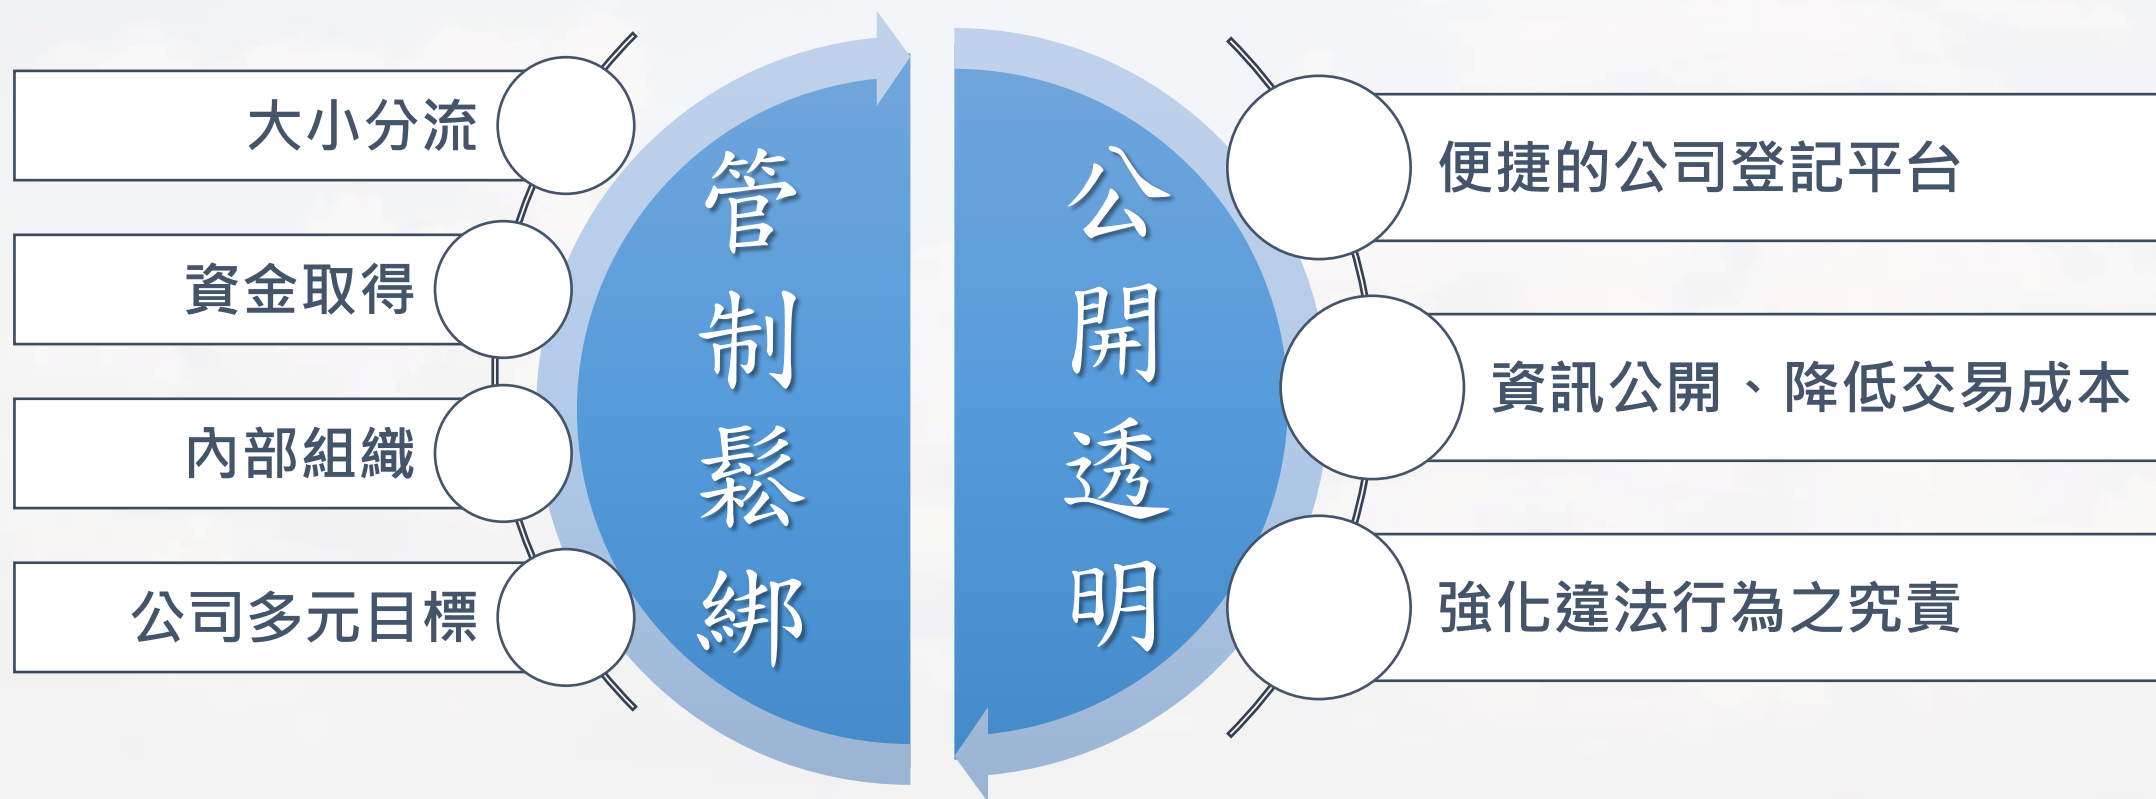 大小分流
資金取得
內部組織
公司多元目標
管制鬆綁
公開透明
便捷的公司登記平台
資訊公開、降低交易成本
強化違法行為之究責